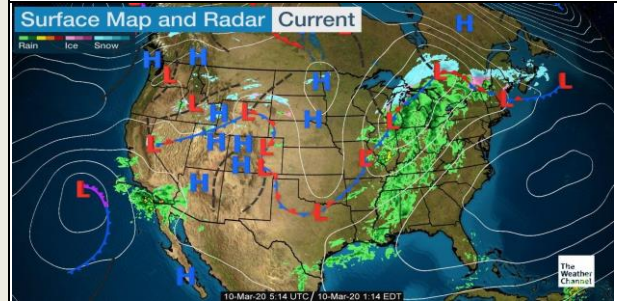 Surface Map and Radar Current
Rain Ice Snow
H
L
H
H
H
L
H
L
L
H
L
H
L
L
L
L
L
H
H
H
L
L
L
H
L
L
H
The
Weather
Channel
10-Mar-20 5:14 UTC / 10-Mar-20 1:14 EDT